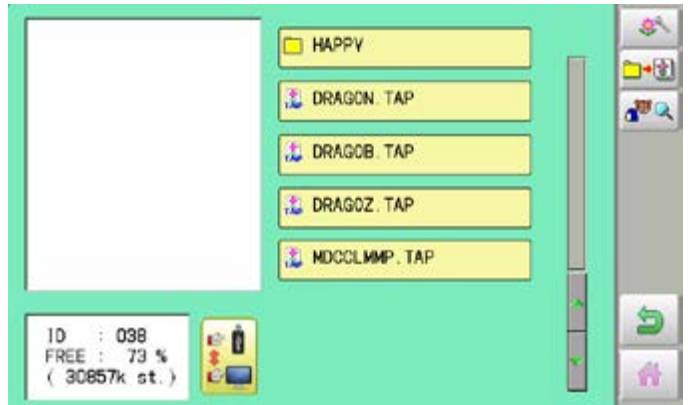 HAPPY
DRAGON.TAP
DRAGOB.TAP
DRAGOZ.TAP
MDCCLMMP.TAP
ID : 038
FREE : 73 %
( 30857k st.)